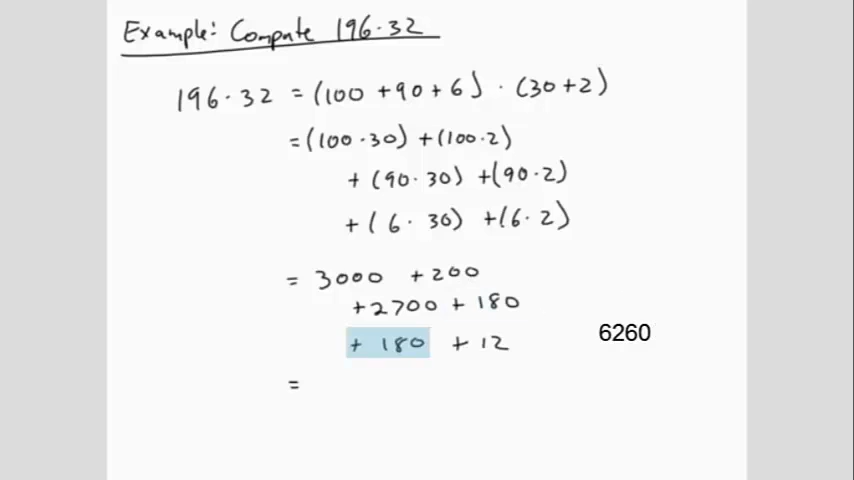 Example: Compute 196·32
196·32 = (100 +90 + 6) · (30+2)
= (100·30) + (100·2)
+ (90·30) + (90·2)
+ (6·30) + (6·2)
= 3000 + 200
+ 2700 + 180
+ 180 + 12
6260
=